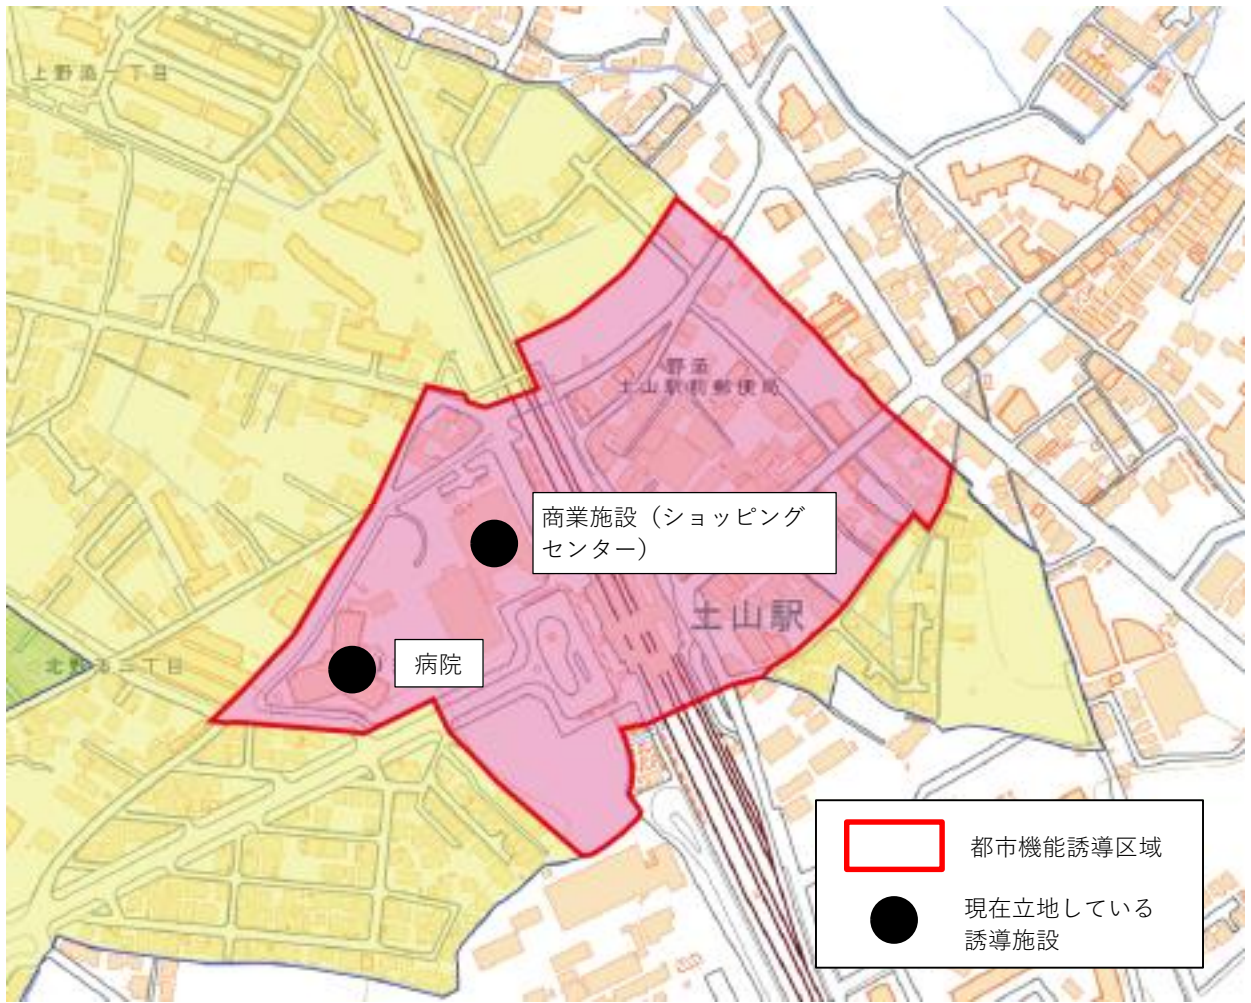 上野添一丁目
野添
土山駅前郵便局
商業施設（ショッピング
センター）
土山駅
病院
北野添三丁目
都市機能誘導区域
現在立地している
誘導施設